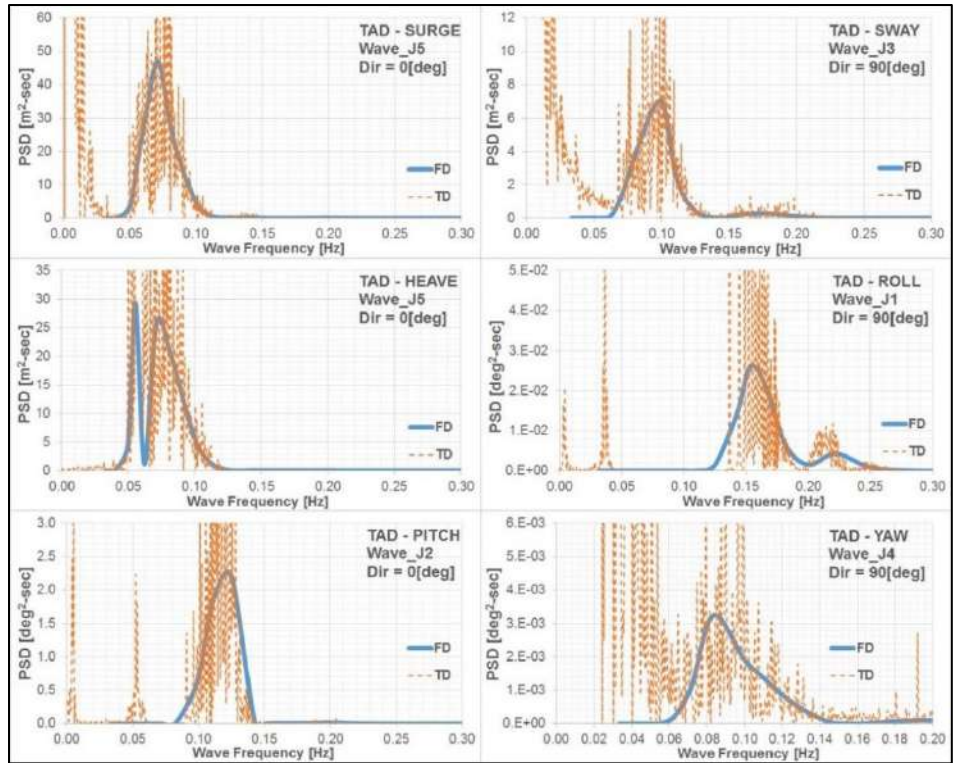 TAD - SURGE
Wave_J5
Dir = 0[deg]
PSD [m²-sec]
60
50
40
30
20
10
0
FD
TD
0.00 0.05 0.10 0.15 0.20 0.25 0.30
Wave Frequency [Hz]
TAD - SWAY
Wave_J3
Dir = 90[deg]
PSD [m²-sec]
12
10
8
6
4
2
0
FD
TD
0.00 0.05 0.10 0.15 0.20 0.25 0.30
Wave Frequency [Hz]
TAD - HEAVE
Wave_J5
Dir = 0[deg]
PSD [m²-sec]
35
30
25
20
15
10
5
0
FD
TD
0.00 0.05 0.10 0.15 0.20 0.25 0.30
Wave Frequency [Hz]
TAD - ROLL
Wave_J1
Dir = 90[deg]
PSD [deg²-sec]
5.E-02
4.E-02
3.E-02
2.E-02
1.E-02
0.E+00
FD
TD
0.00 0.05 0.10 0.15 0.20 0.25 0.30
Wave Frequency [Hz]
TAD - PITCH
Wave_J2
Dir = 0[deg]
PSD [deg²-sec]
3.0
2.5
2.0
1.5
1.0
0.5
0.0
FD
TD
0.00 0.05 0.10 0.15 0.20 0.25 0.30
Wave Frequency [Hz]
TAD - YAW
Wave_J4
Dir = 90[deg]
PSD [deg²-sec]
6.E-03
5.E-03
4.E-03
3.E-03
2.E-03
1.E-03
0.E+00
FD
TD
0.00 0.02 0.04 0.06 0.08 0.10 0.12 0.14 0.16 0.18 0.20
Wave Frequency [Hz]